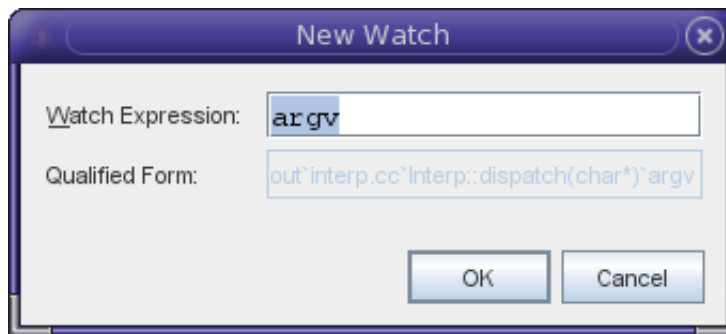 New Watch
Watch Expression: argv
Qualified Form: out`interp.cc`Interp::dispatch(char*)`argv
OK Cancel